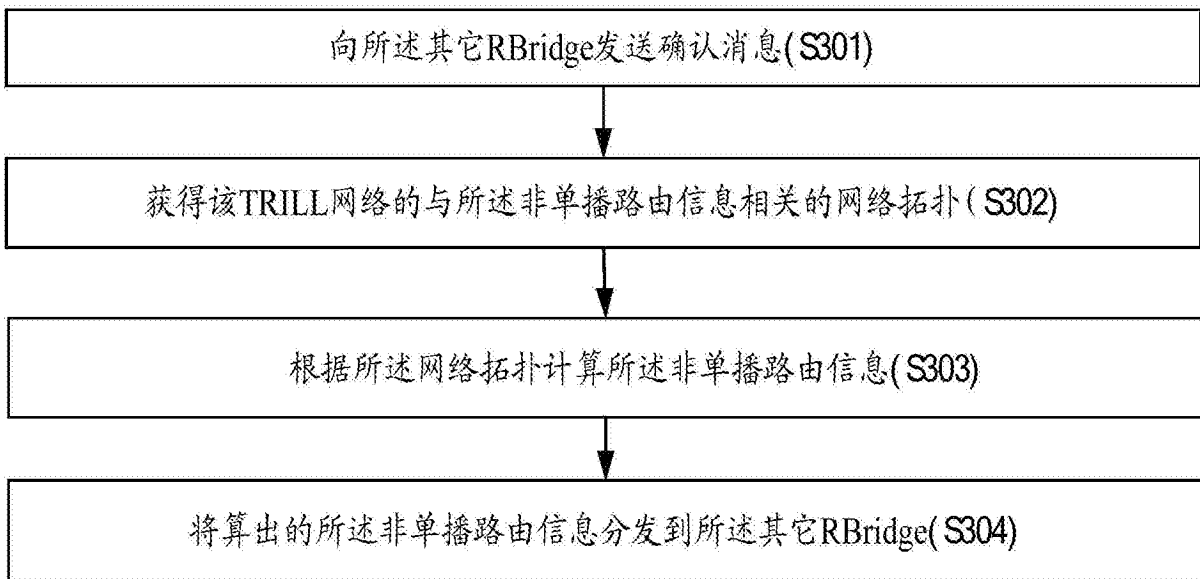 向所述其它RBridge发送确认消息(S301)
获得该TRILL网络的与所述非单播路由信息相关的网络拓扑(S302)
根据所述网络拓扑计算所述非单播路由信息(S303)
将算出的所述非单播路由信息分发到所述其它RBridge(S304)